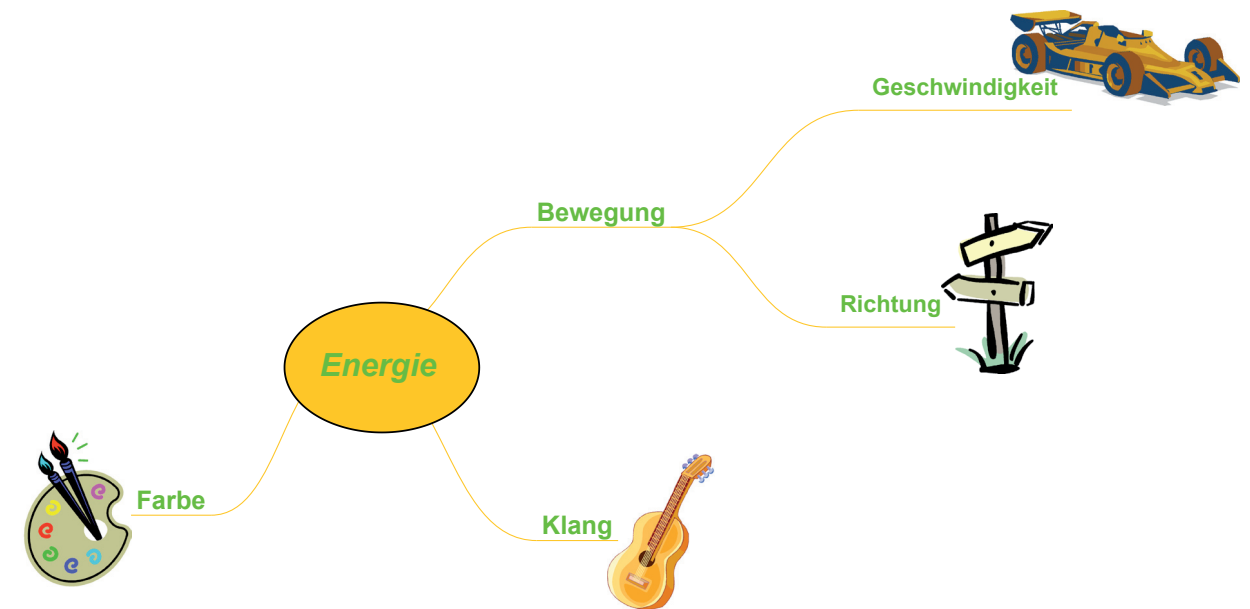 Geschwindigkeit
Bewegung
Richtung
Energie
Farbe
Klang